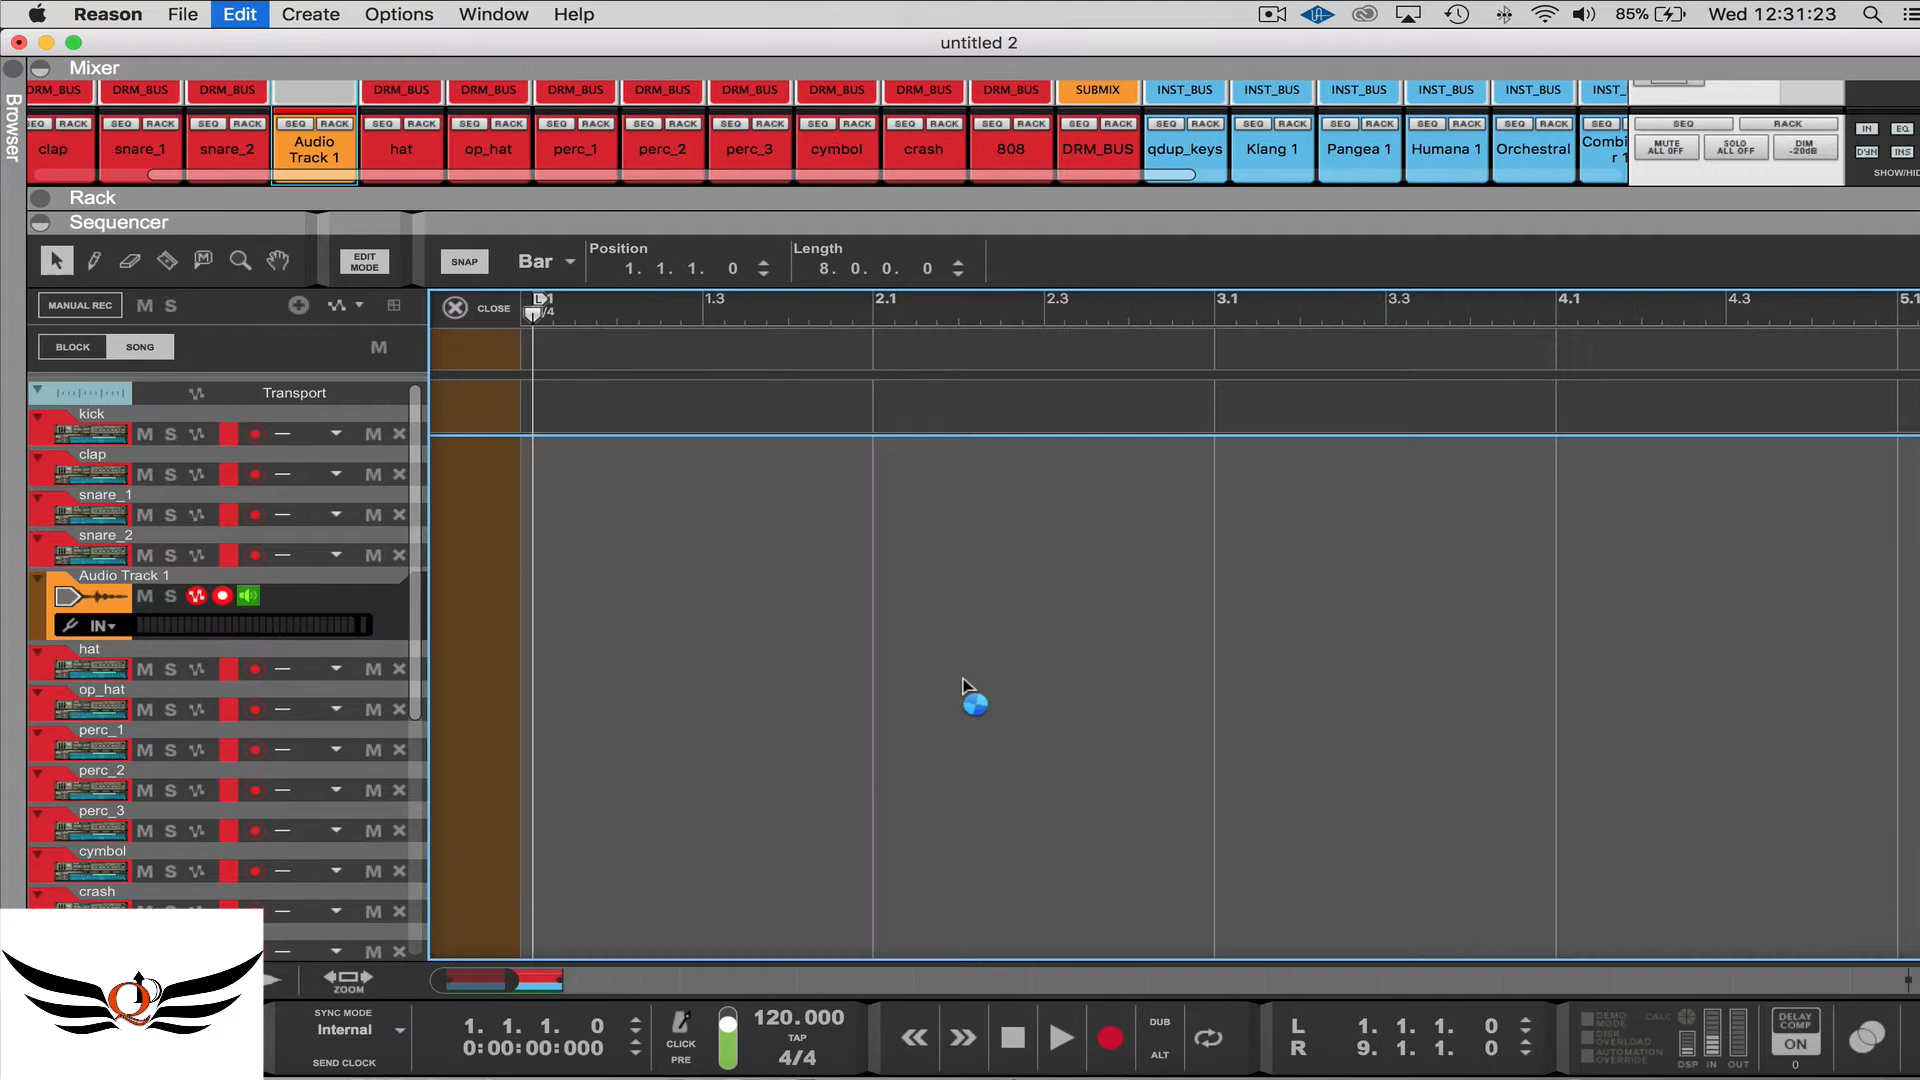 Reason File Edit Create Options Window Help
85% Wed 12:31:23
untitled 2
Browser
Mixer
DRM_BUS DRM_BUS DRM_BUS DRM_BUS DRM_BUS DRM_BUS DRM_BUS DRM_BUS DRM_BUS DRM_BUS DRM_BUS SUBMIX INST_BUS INST_BUS INST_BUS INST_BUS INST_BUS INST_
SEQ RACK SEQ RACK SEQ RACK SEQ RACK SEQ RACK SEQ RACK SEQ RACK SEQ RACK SEQ RACK SEQ RACK SEQ RACK SEQ RACK SEQ RACK SEQ RACK SEQ RACK SEQ RACK SEQ RACK SEQ RACK SEQ SEQ RACK
clap snare_1 snare_2 Audio Track 1 hat op_hat perc_1 perc_2 perc_3 cymbol crash 808 DRM_BUS qdup_keys Klang 1 Pangea 1 Humana 1 Orchestral Combi r 1
MUTE ALL OFF SOLO ALL OFF DIM -20dB
IN EQ
DYN INS
SHOW/HID
Rack
Sequencer
EDIT MODE SNAP Bar
Position 1. 1. 1. 0
Length 8. 0. 0. 0
MANUAL REC M S
CLOSE
L 1 1.3 2.1 2.3 3.1 3.3 4.1 4.3 5.1
/4
BLOCK SONG M
Transport
kick
M S — M
clap
M S — M
snare_1
M S — M
snare_2
M S — M
Audio Track 1
M S
IN
hat
M S — M
op_hat
M S — M
perc_1
M S — M
perc_2
M S — M
perc_3
M S — M
cymbol
M S — M
crash
— M
— M
Q
ZOOM
SYNC MODE
Internal
SEND CLOCK
1. 1. 1. 0
0:00:00:000
CLICK
PRE
120.000
TAP
4/4
DUB
ALT
L 1. 1. 1. 0
R 9. 1. 1. 0
DEMO MODE CALC
DISK OVERLOAD
AUTOMATION OVERRIDE
DSP IN OUT
DELAY COMP
ON
0